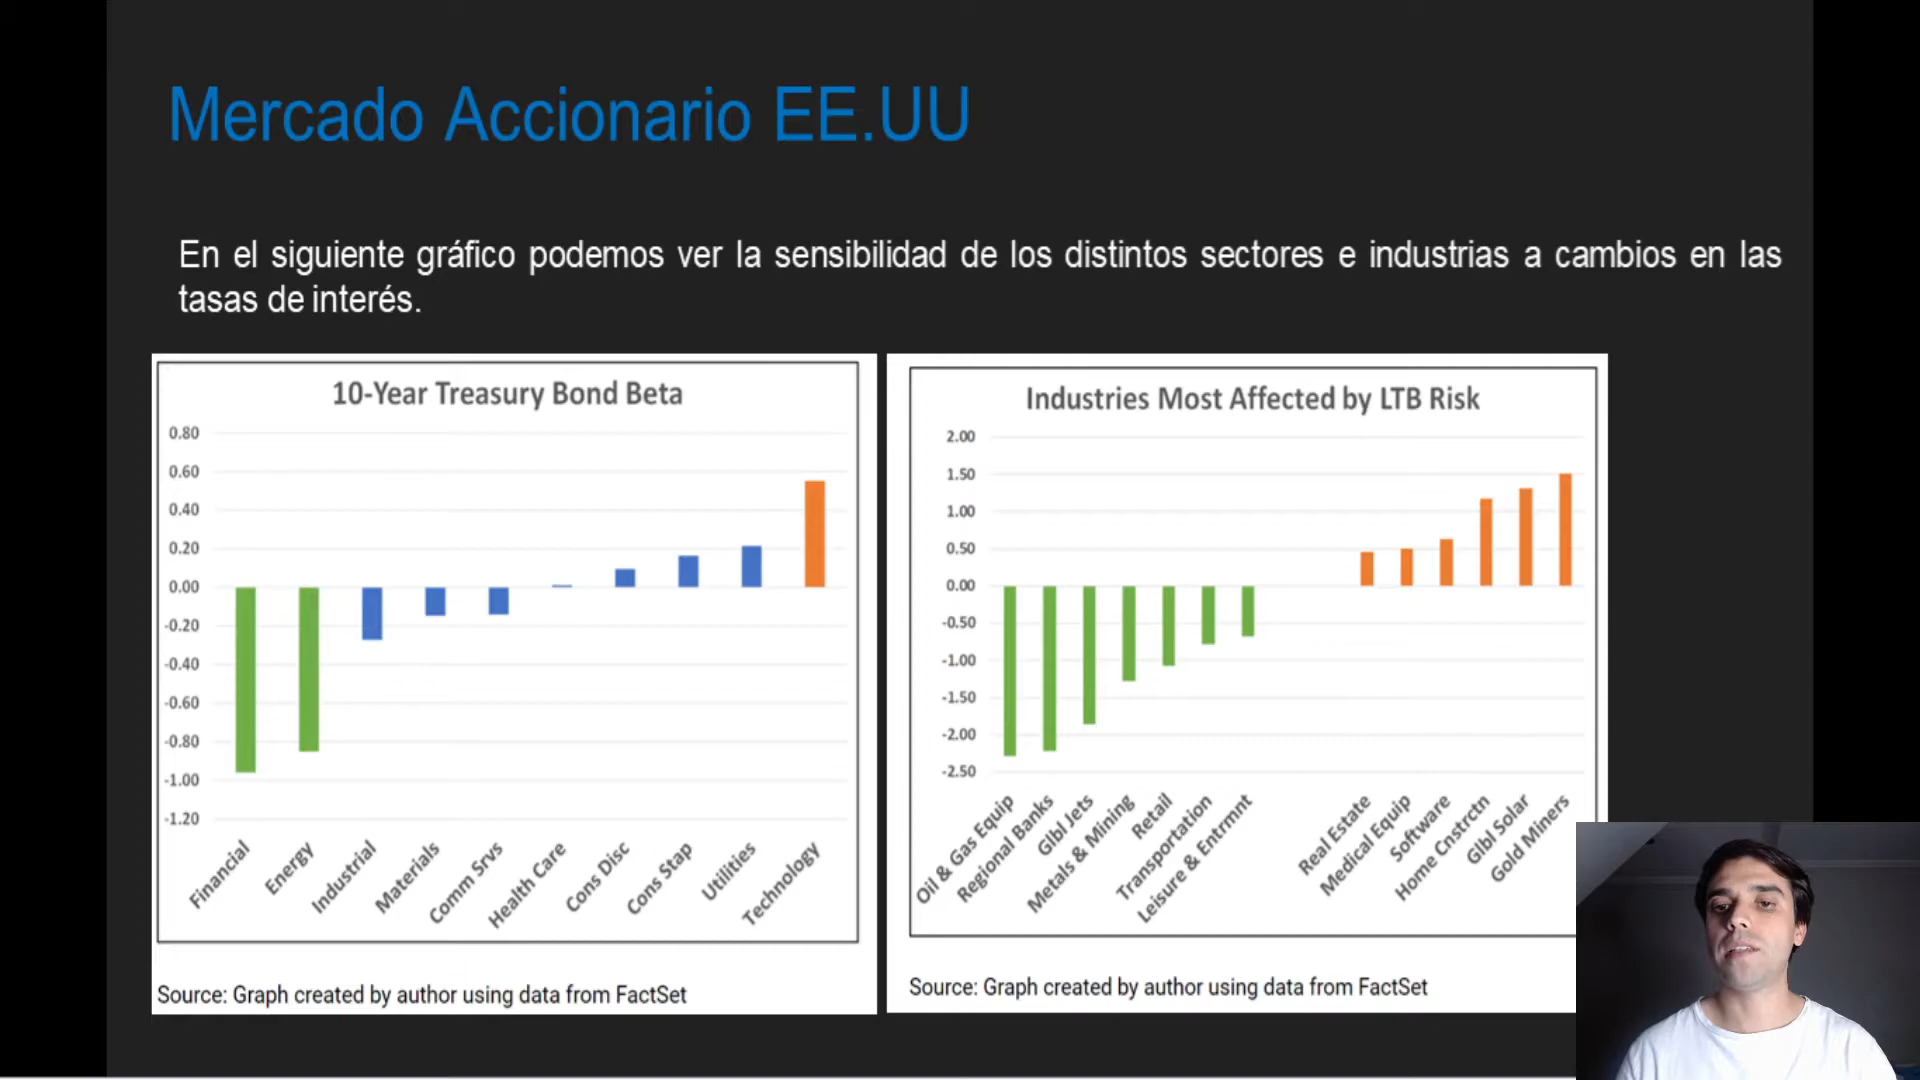 Mercado Accionario EE.UU
En el siguiente gráfico podemos ver la sensibilidad de los distintos sectores e industrias a cambios en las
tasas de interés.
10-Year Treasury Bond Beta
0.80
0.60
0.40
0.20
0.00
-0.20
-0.40
-0.60
-0.80
-1.00
-1.20
Financial
Energy
Industrial
Materials
Comm Srvs
Health Care
Cons Disc
Cons Stap
Utilities
Technology
Source: Graph created by author using data from FactSet
Industries Most Affected by LTB Risk
2.00
1.50
1.00
0.50
0.00
-0.50
-1.00
-1.50
-2.00
-2.50
Oil & Gas Equip
Regional Banks
Glbl Jets
Metals & Mining
Retail
Transportation
Leisure & Entrmnt
Real Estate
Medical Equip
Software
Home Cnstrctn
Glbl Solar
Gold Miners
Source: Graph created by author using data from FactSet